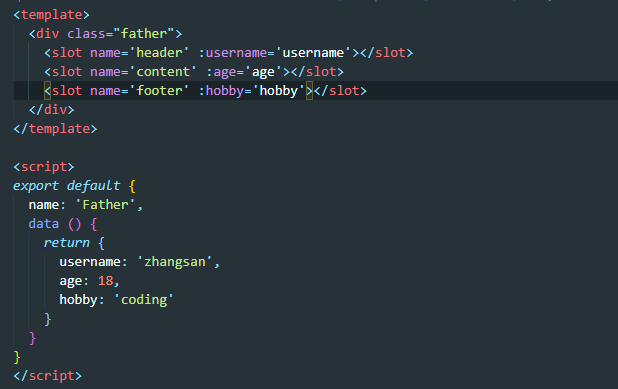 <template>
  <div class="father">
    <slot name='header' :username='username'></slot>
    <slot name='content' :age='age'></slot>
    <slot name='footer' :hobby='hobby'></slot>
  </div>
</template>

<script>
export default {
  name: 'Father',
  data () {
    return {
      username: 'zhangsan',
      age: 18,
      hobby: 'coding'
    }
  }
}
</script>